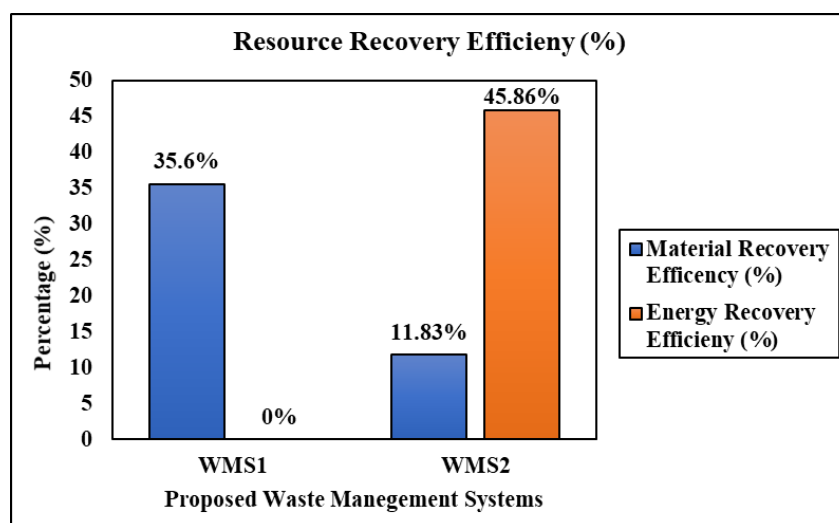 Resource Recovery Efficieny (%)
Percentage (%)
50
45
40
35
30
25
20
15
10
5
0
35.6%
0%
11.83%
45.86%
WMS1
WMS2
Proposed Waste Manegement Systems
Material Recovery
Efficency (%)
Energy Recovery
Efficieny (%)